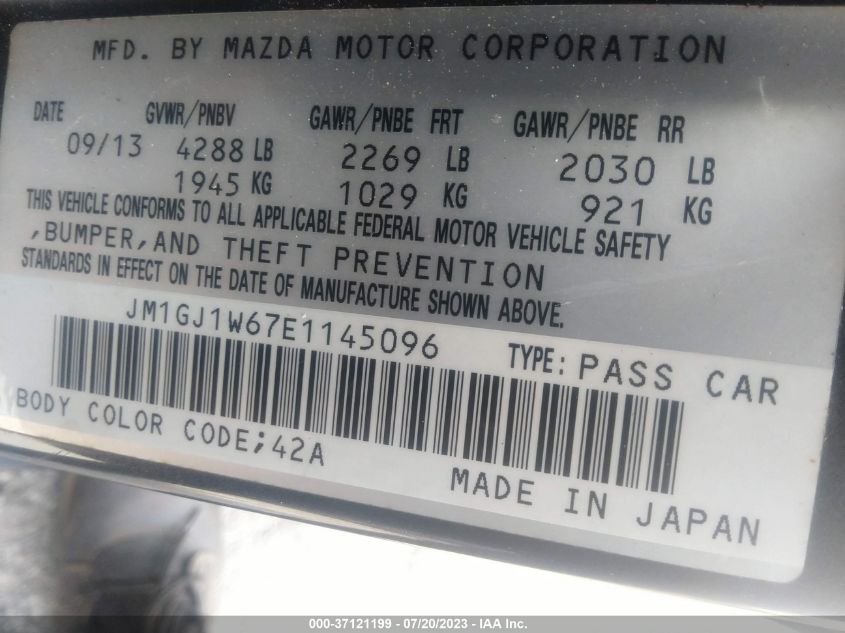 MFD. BY MAZDA MOTOR CORPORATION
DATE GVWR/PNBV GAWR/PNBE FRT GAWR/PNBE RR
09/13 4288 LB 2269 LB 2030 LB
1945 KG 1029 KG 921 KG
THIS VEHICLE CONFORMS TO ALL APPLICABLE FEDERAL MOTOR VEHICLE SAFETY
,BUMPER,AND THEFT PREVENTION
STANDARDS IN EFFECT ON THE DATE OF MANUFACTURE SHOWN ABOVE.
JM1GJ1W67E1145096 TYPE: PASS CAR
BODY COLOR CODE;42A
MADE IN JAPAN
000-37121199 - 07/20/2023 - IAA Inc.